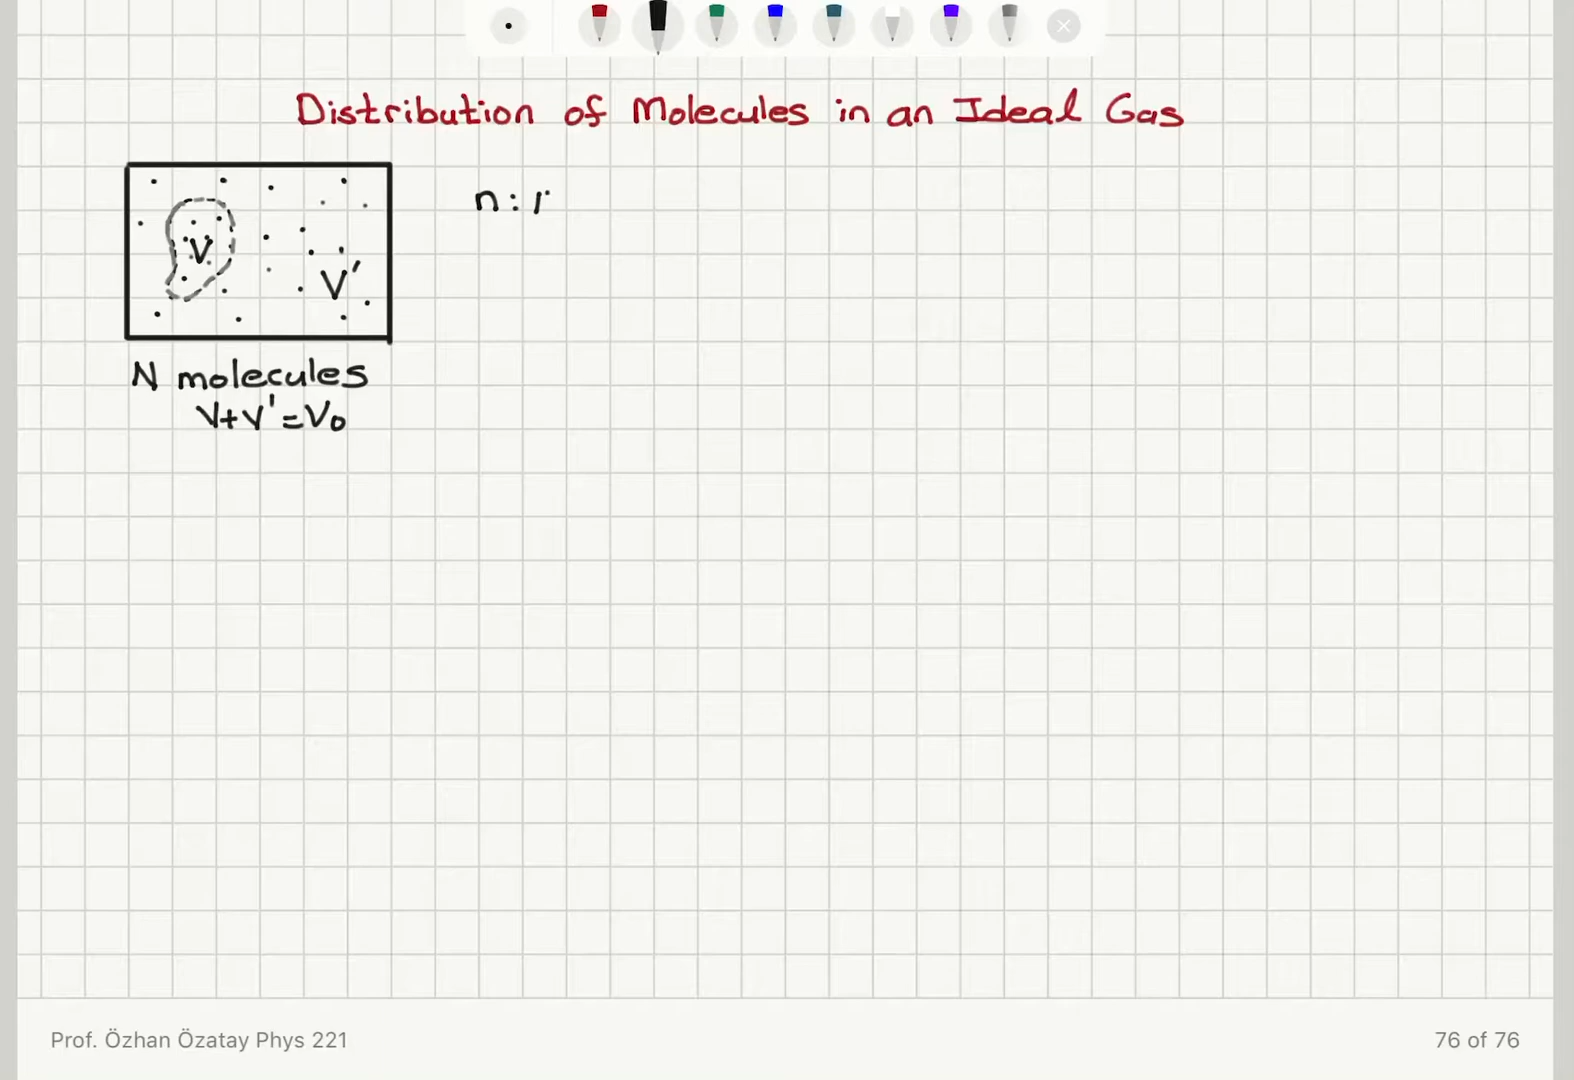 Distribution of Molecules in an Ideal Gas
V
V'
n :
N molecules
V+V'=V₀
Prof. Özhan Özatay Phys 221
76 of 76